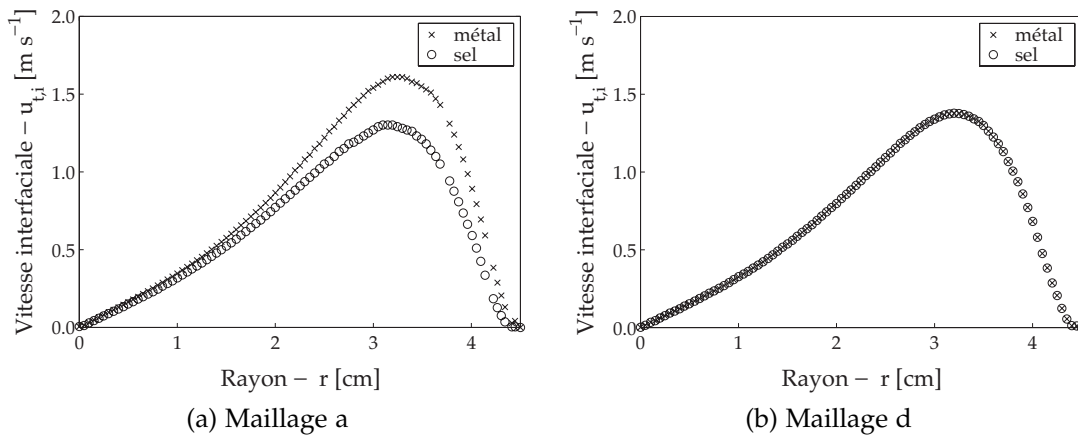 2.0
1.5
1.0
0.5
0.0
0
1
2
3
4
Vitesse interfaciale – u_{t,i} [m s^{-1}]
Rayon – r [cm]
× métal
○ sel
(a) Maillage a
2.0
1.5
1.0
0.5
0.0
0
1
2
3
4
Vitesse interfaciale – u_{t,i} [m s^{-1}]
Rayon – r [cm]
× métal
○ sel
(b) Maillage d